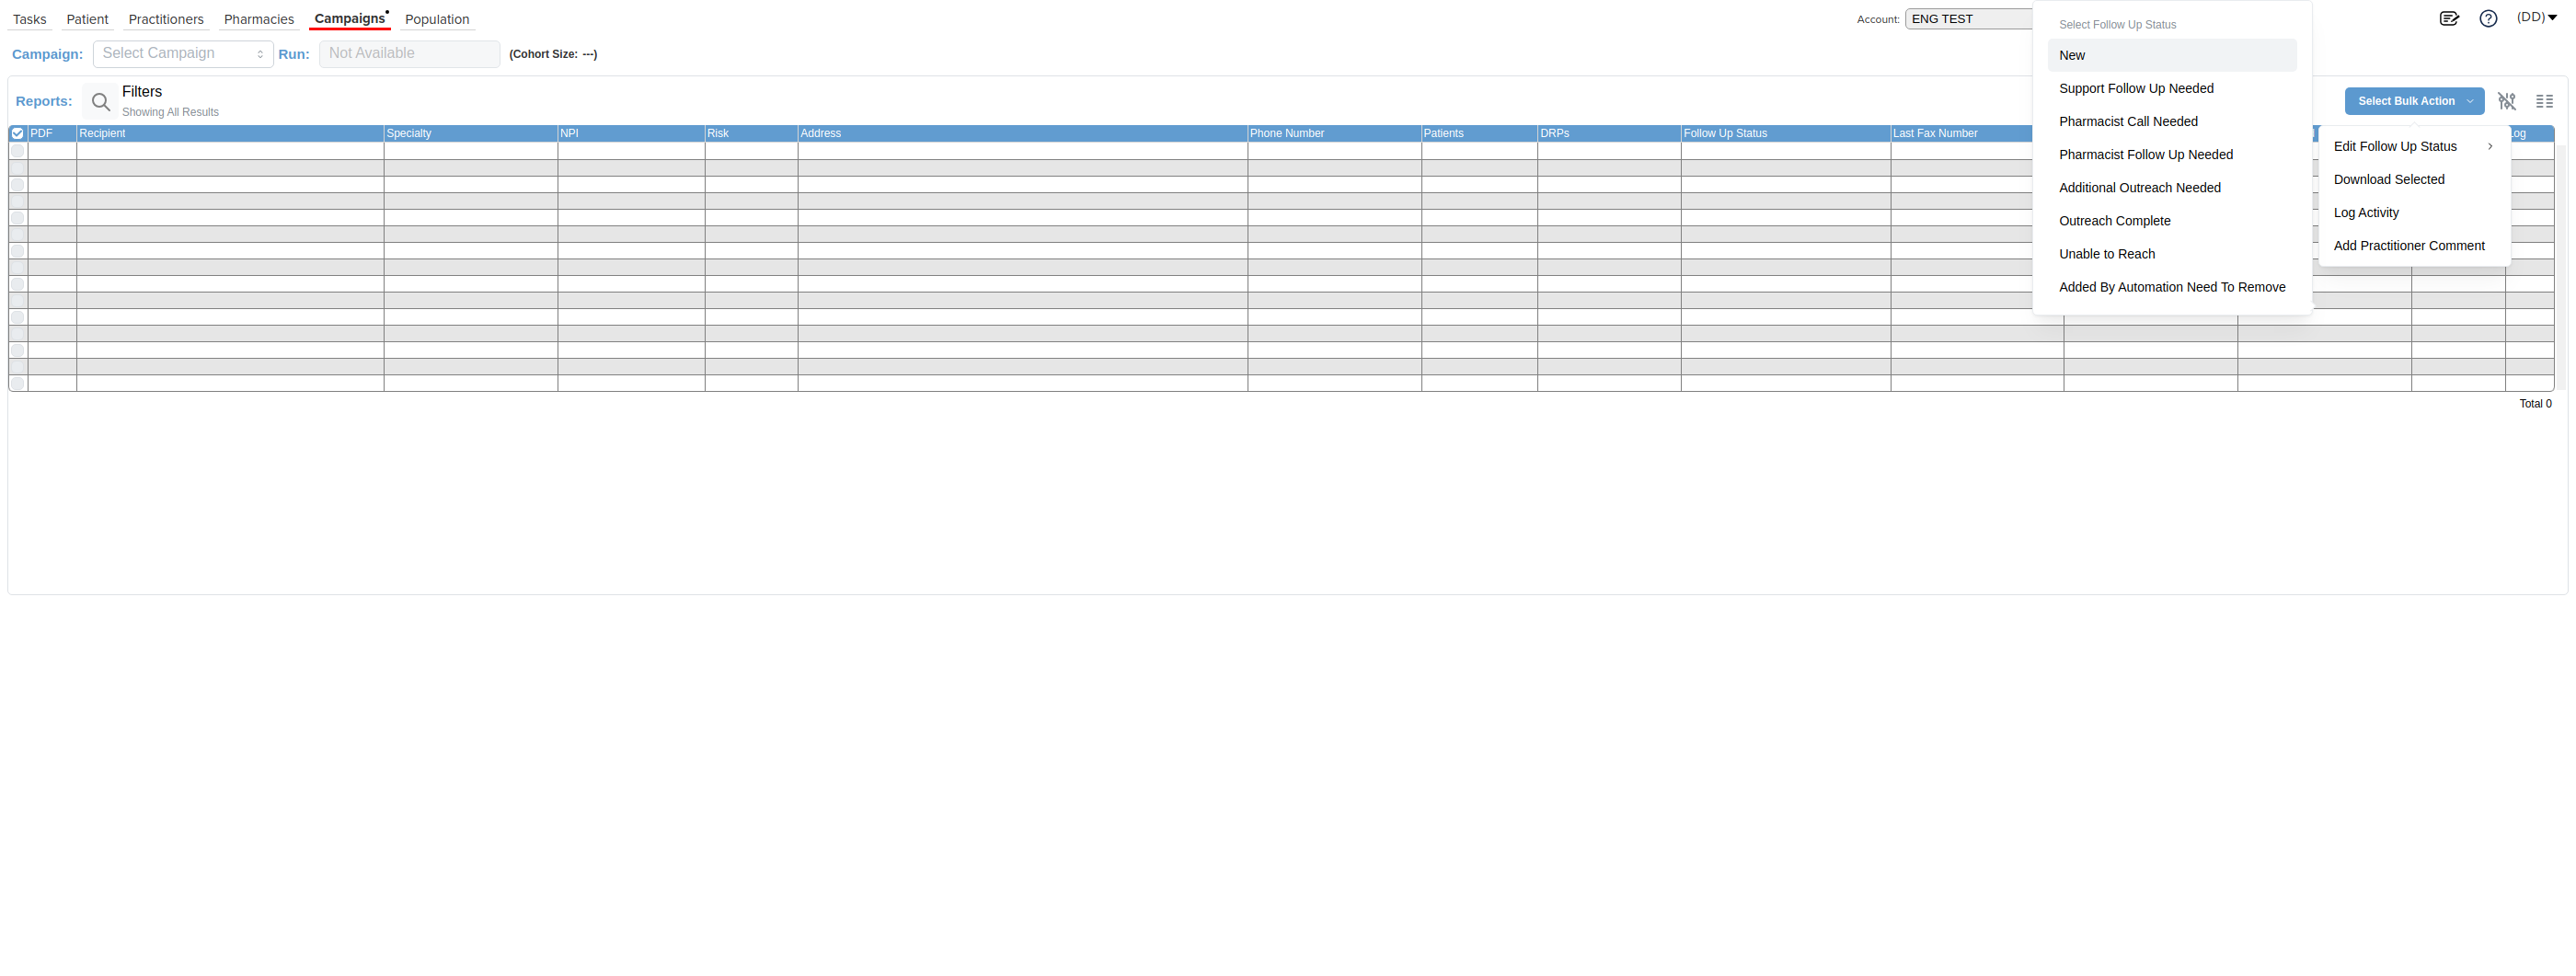 Tasks Patient Practitioners Pharmacies Campaigns Population Account: ENG TEST (DD)
Campaign: Select Campaign Run: Not Available (Cohort Size: ---)
Reports: Filters
Showing All Results
Select Bulk Action
PDF Recipient Specialty NPI Risk Address Phone Number Patients DRPs Follow Up Status Last Fax Number
Select Follow Up Status
New
Support Follow Up Needed
Pharmacist Call Needed
Pharmacist Follow Up Needed
Additional Outreach Needed
Outreach Complete
Unable to Reach
Added By Automation Need To Remove
Edit Follow Up Status
Download Selected
Log Activity
Add Practitioner Comment
Total 0